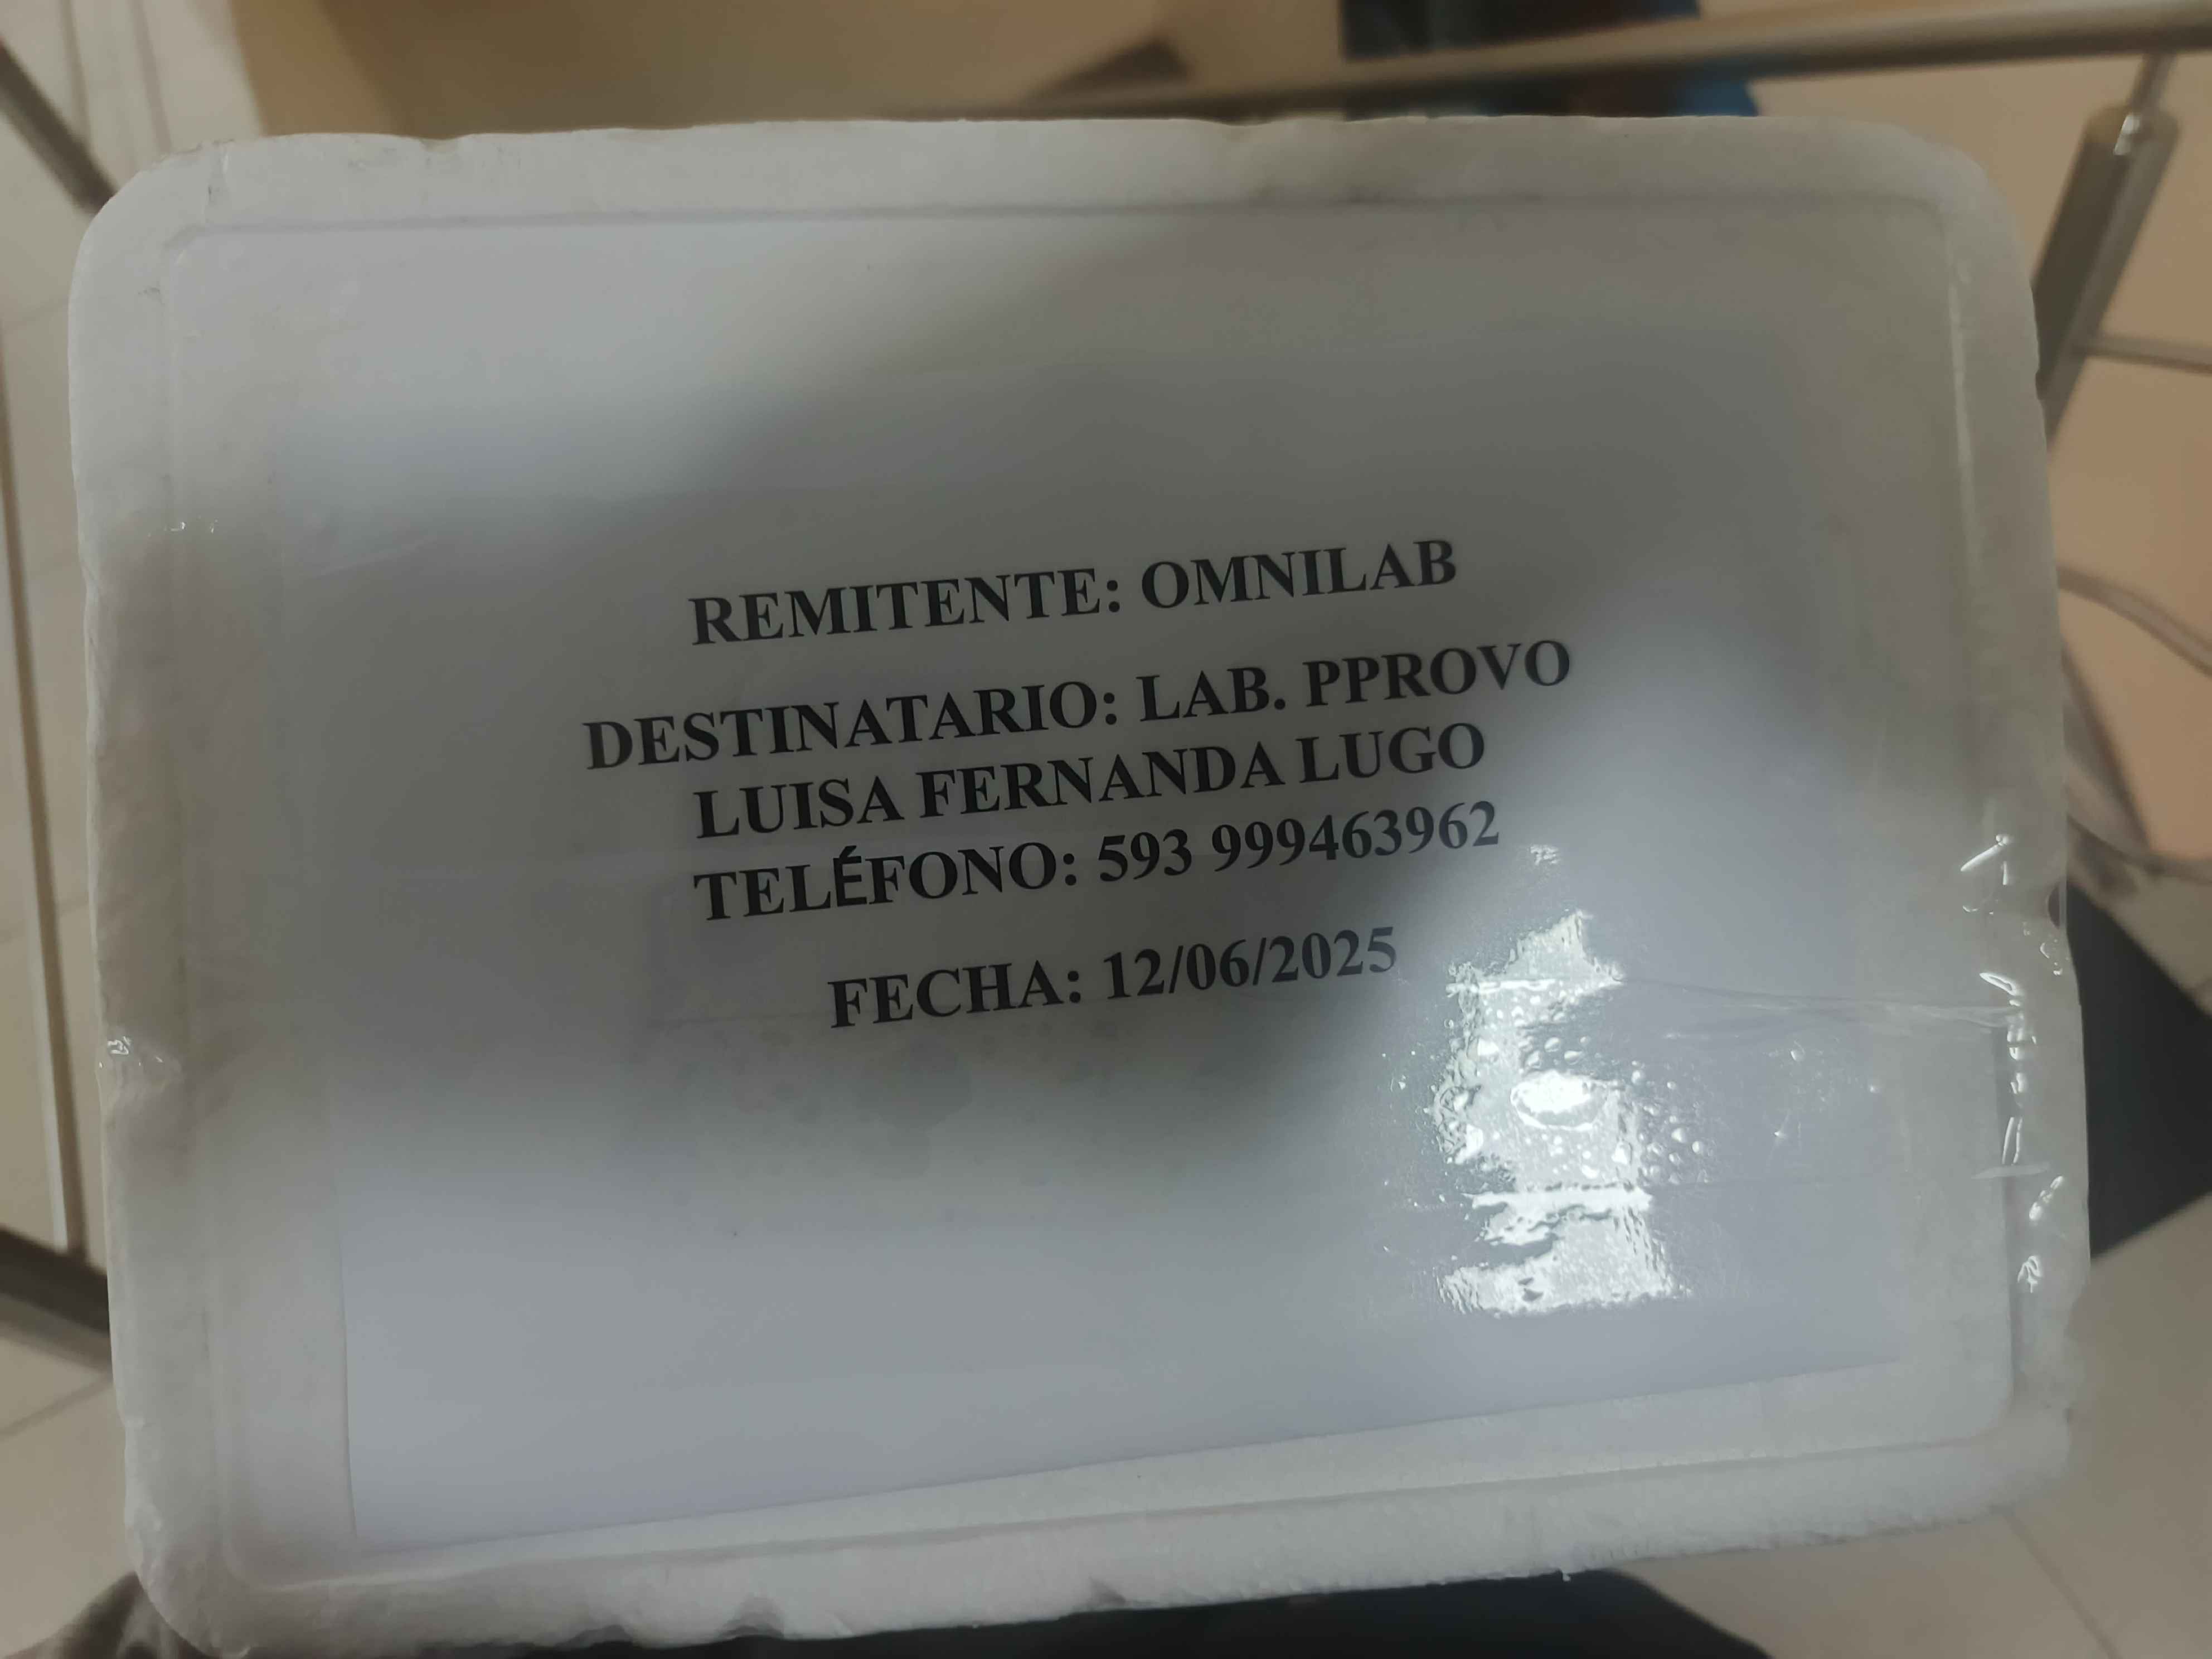 REMITENTE: OMNILAB
DESTINATARIO: LAB. PPROVO
LUISA FERNANDA LUGO
TELÉFONO: 593 999463962
FECHA: 12/06/2025